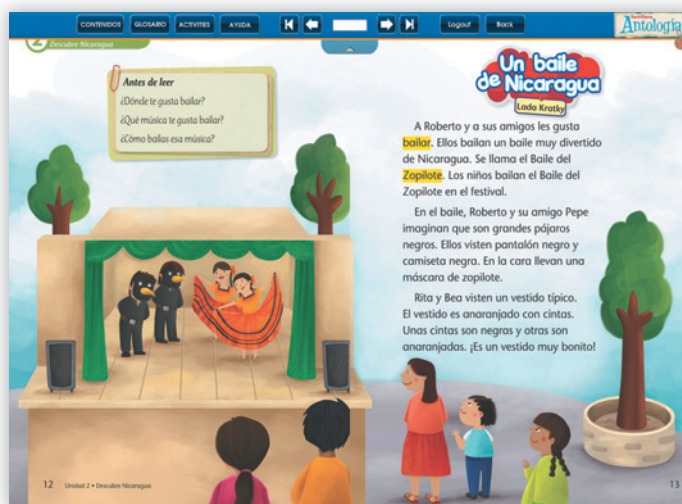 CONTENIDOS
GLOSARIO
ACTIVITIES
AYUDA
Logout
Back
Santillana
Antología
2 Descubre Nicaragua
Antes de leer
¿Dónde te gusta bailar?
¿Qué música te gusta bailar?
¿Cómo bailas esa música?
Un baile
de Nicaragua
Lada Kratky
A Roberto y a sus amigos les gusta
bailar. Ellos bailan un baile muy divertido
de Nicaragua. Se llama el Baile del
Zopilote. Los niños bailan el Baile del
Zopilote en el festival.
En el baile, Roberto y su amigo Pepe
imaginan que son grandes pájaros
negros. Ellos visten pantalón negro y
camiseta negra. En la cara llevan una
máscara de zopilote.
Rita y Bea visten un vestido típico.
El vestido es anaranjado con cintas.
Unas cintas son negras y otras son
anaranjadas. ¡Es un vestido muy bonito!
12 Unidad 2 • Descubre Nicaragua
13